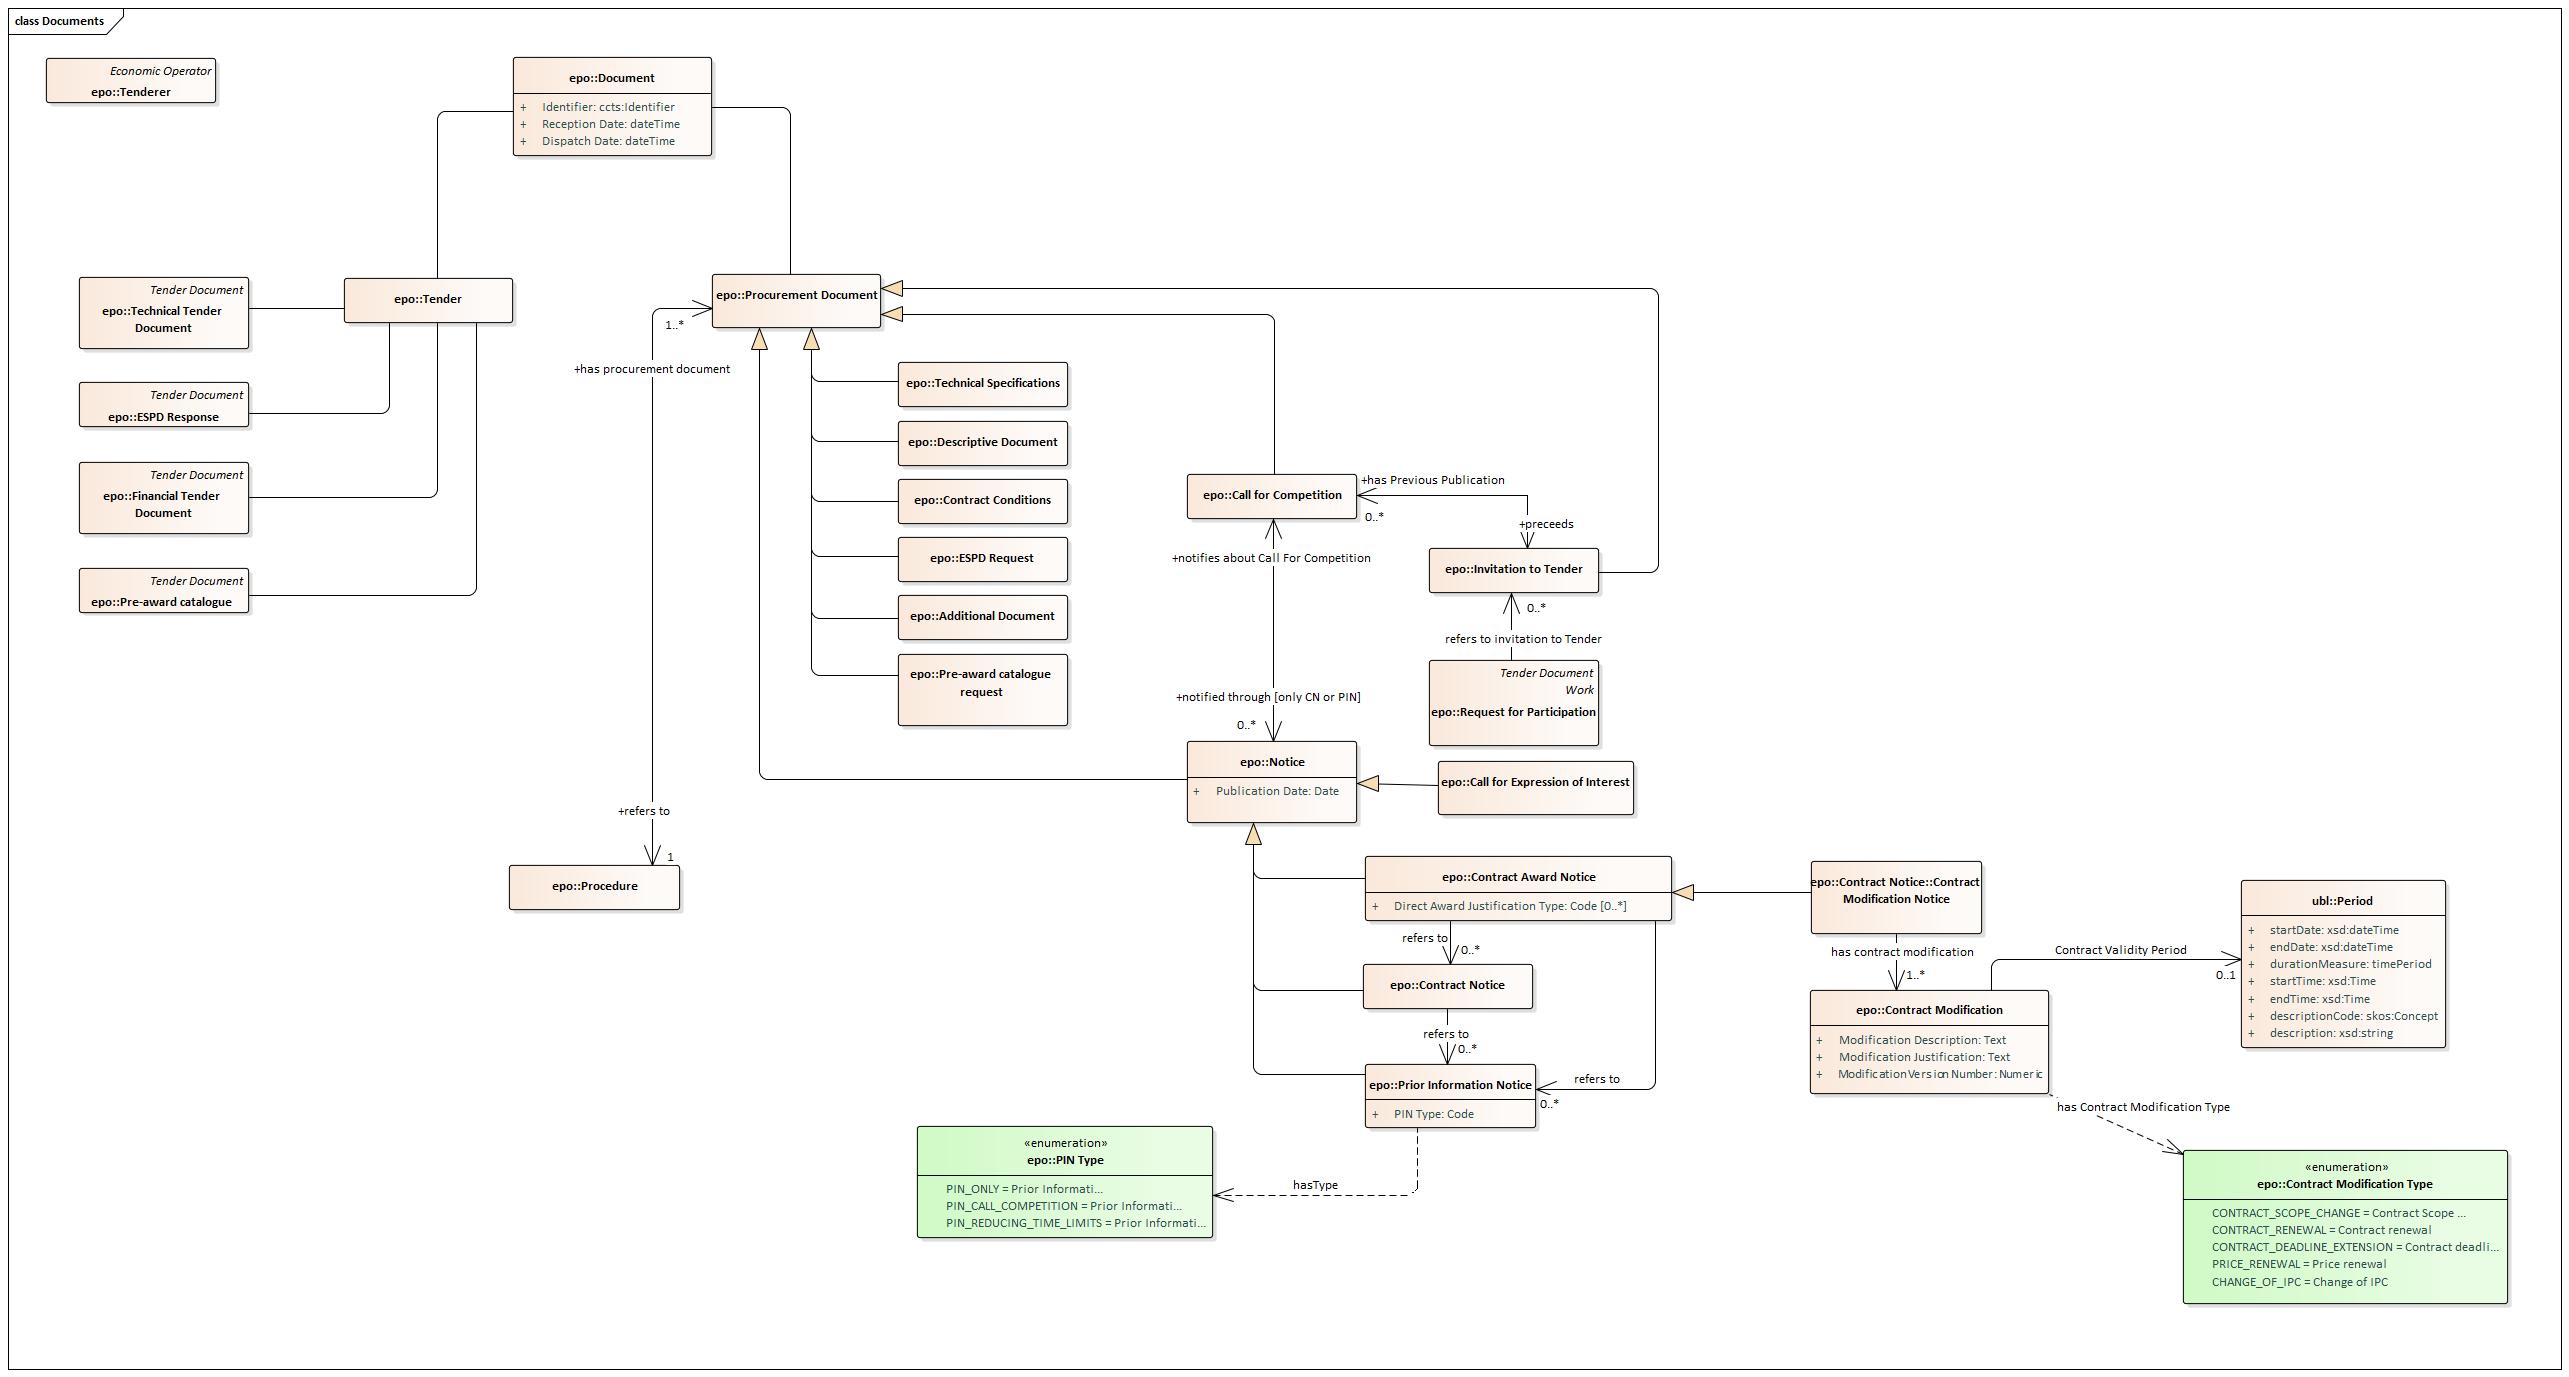 class Documents
Economic Operator
epo::Tenderer
epo::Document
+ Identifier: ccts:Identifier
+ Reception Date: dateTime
+ Dispatch Date: dateTime
Tender Document
epo::Technical Tender
Document
epo::Tender
epo::Procurement Document
1..*
+has procurement document
Tender Document
epo::ESPD Response
Tender Document
epo::Financial Tender
Document
Tender Document
epo::Pre-award catalogue
epo::Technical Specifications
epo::Descriptive Document
epo::Contract Conditions
epo::ESPD Request
epo::Additional Document
epo::Pre-award catalogue
request
epo::Call for Competition
+has Previous Publication
0..*
+preceeds
+notifies about Call For Competition
epo::Invitation to Tender
0..*
refers to invitation to Tender
Tender Document
Work
epo::Request for Participation
+notified through [only CN or PIN]
0..*
epo::Notice
+ Publication Date: Date
epo::Call for Expression of Interest
+refers to
1
epo::Procedure
epo::Contract Award Notice
+ Direct Award Justification Type: Code [0..*]
epo::Contract Notice::Contract
Modification Notice
refers to
0..*
epo::Contract Notice
refers to
0..*
epo::Prior Information Notice
+ PIN Type: Code
refers to
0..*
has contract modification
1..*
epo::Contract Modification
+ Modification Description: Text
+ Modification Justification: Text
+ Modification Version Number: Numeric
Contract Validity Period
0..1
ubl::Period
+ startDate: xsd:dateTime
+ endDate: xsd:dateTime
+ durationMeasure: timePeriod
+ startTime: xsd:Time
+ endTime: xsd:Time
+ descriptionCode: skos:Concept
+ description: xsd:string
has Contract Modification Type
«enumeration»
epo::PIN Type
PIN_ONLY = Prior Informati...
PIN_CALL_COMPETITION = Prior Informati...
PIN_REDUCING_TIME_LIMITS = Prior Informati...
hasType
«enumeration»
epo::Contract Modification Type
CONTRACT_SCOPE_CHANGE = Contract Scope ...
CONTRACT_RENEWAL = Contract renewal
CONTRACT_DEADLINE_EXTENSION = Contract deadli...
PRICE_RENEWAL = Price renewal
CHANGE_OF_IPC = Change of IPC